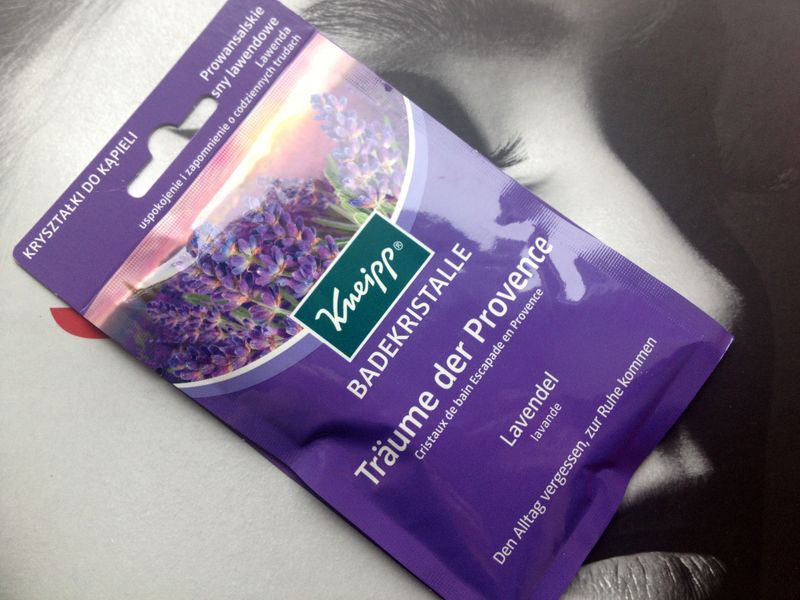 KRYSZTAŁKI DO KĄPIELI
Prowansalskie
sny lawendowe
Lawenda
uspokojenie i zapomnienie o codziennych trudach
Kneipp®
BADEKRISTALLE
Träume der Provence
Cristaux de bain Escapade en Provence
Lavendel
lavande
Den Alltag vergessen, zur Ruhe kommen